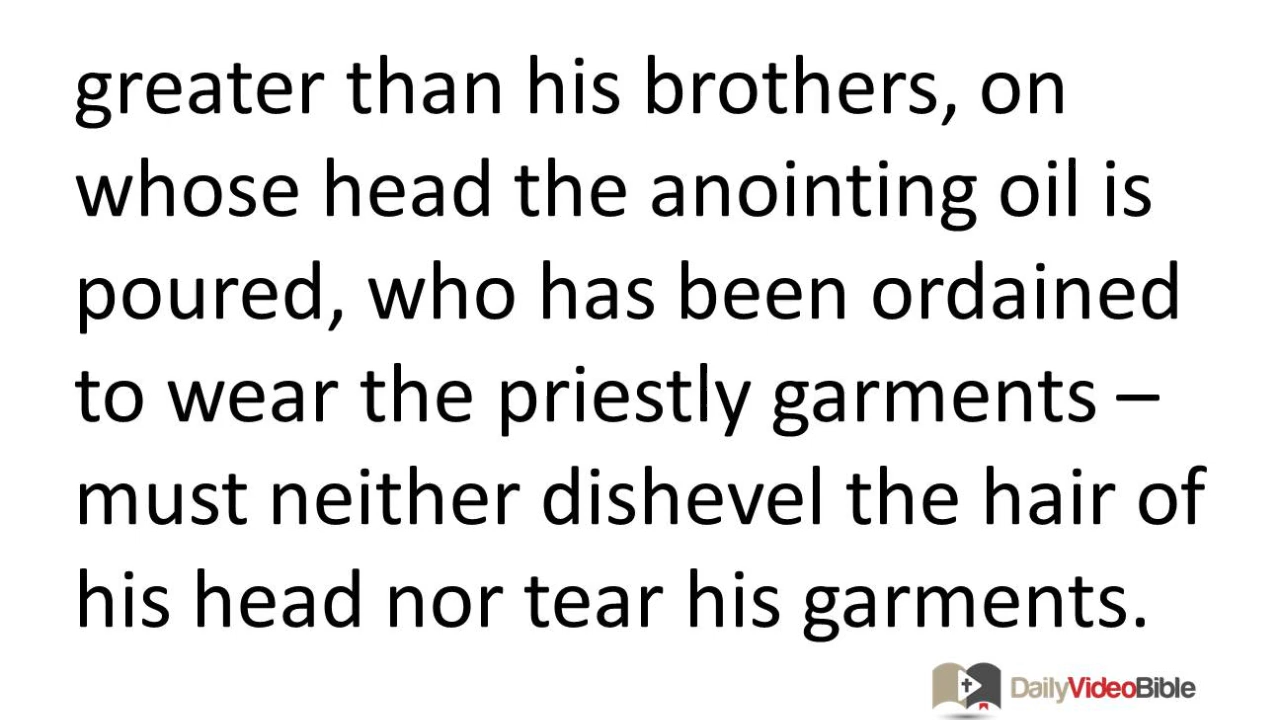 greater than his brothers, on
whose head the anointing oil is
poured, who has been ordained
to wear the priestly garments –
must neither dishevel the hair of
his head nor tear his garments.
DailyVideoBible